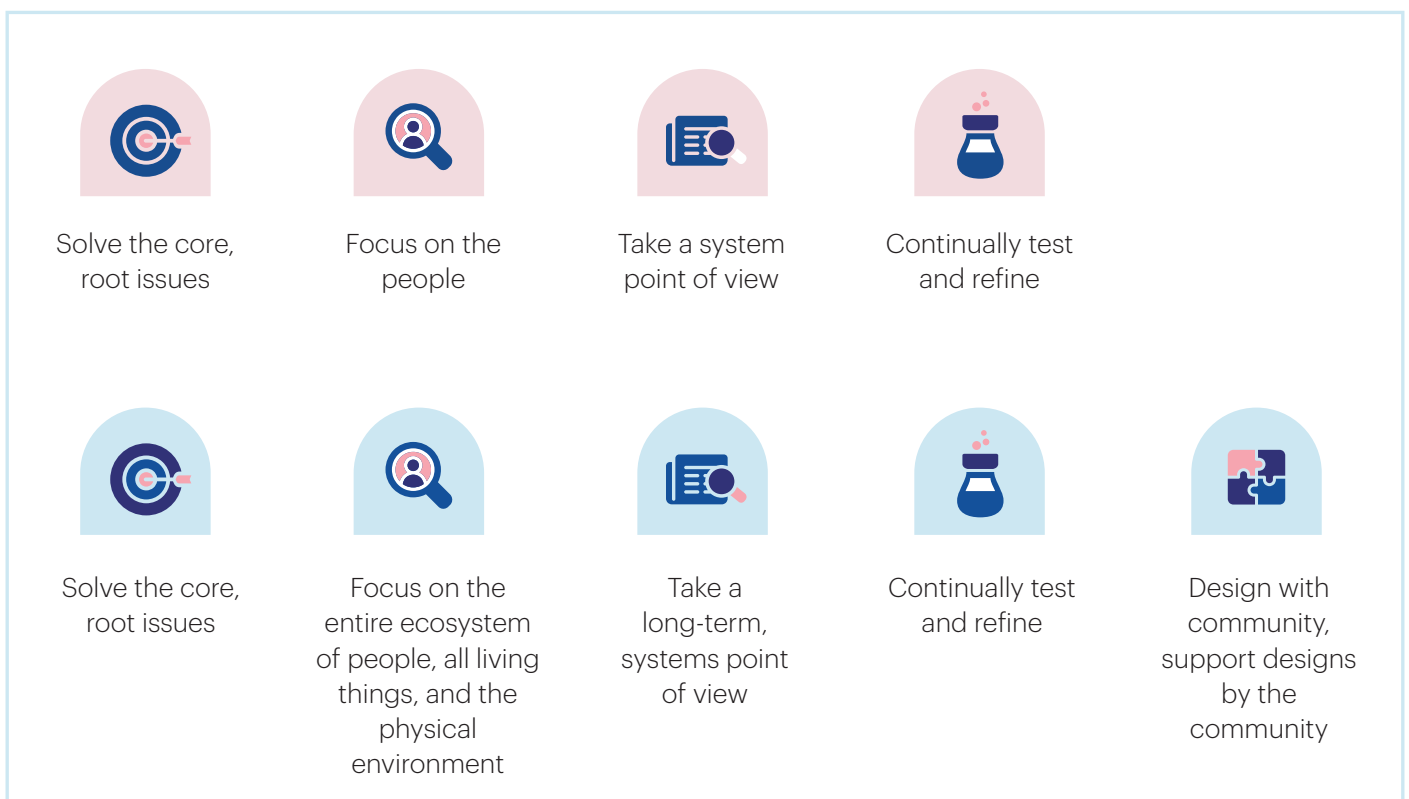 Solve the core,
root issues
Focus on the
people
Take a system
point of view
Continually test
and refine
Solve the core,
root issues
Focus on the
entire ecosystem
of people, all living
things, and the
physical
environment
Take a
long-term,
systems point
of view
Continually test
and refine
Design with
community,
support designs
by the
community